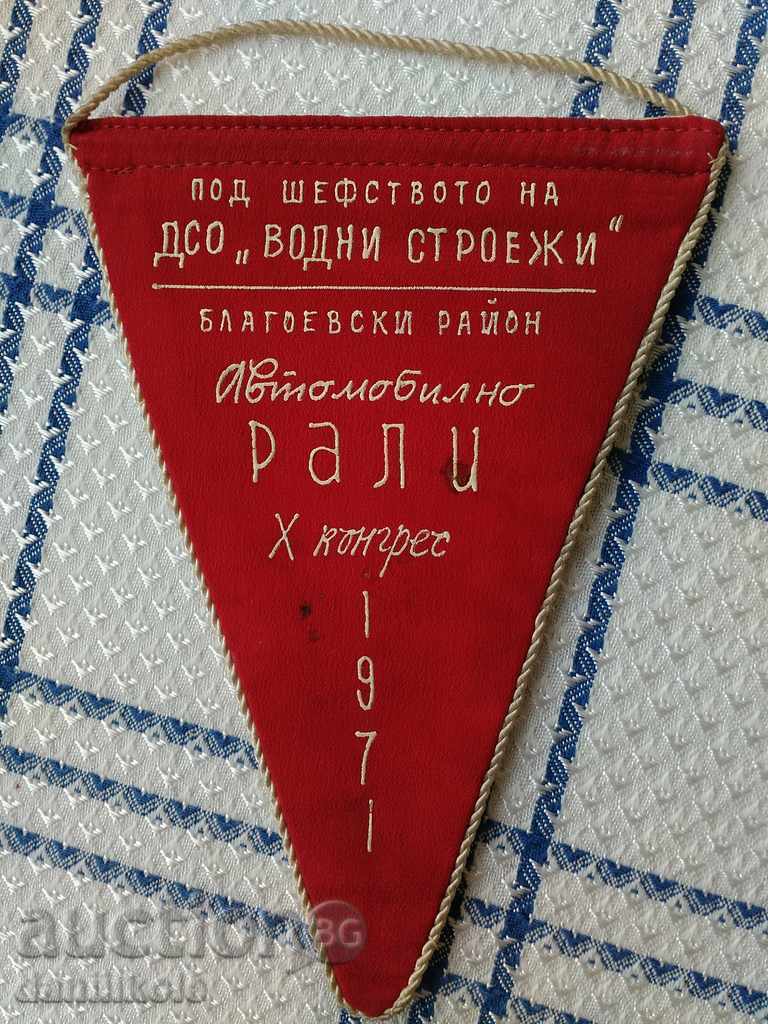 ПОД ШЕФСТВОТО НА
ДСО „ВОДНИ СТРОЕЖИ"
БЛАГОЕВСКИ РАЙОН
Автомобилно
РАЛИ
X конгрес
1
9
7
1
auction BG
danilikolo